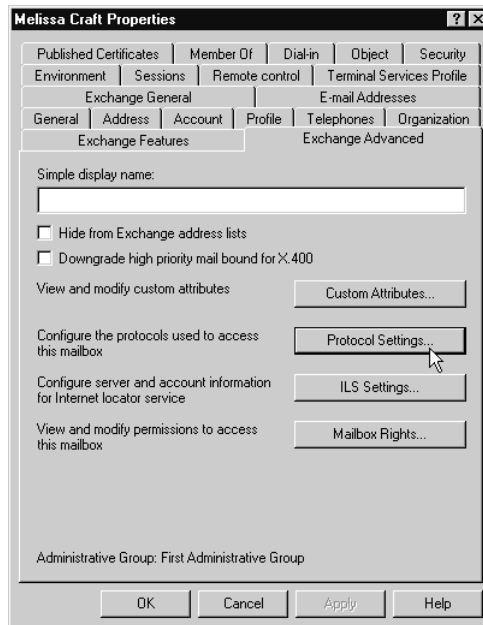 Melissa Craft Properties
Published Certificates Member Of Dial-in Object Security
Environment Sessions Remote control Terminal Services Profile
Exchange General E-mail Addresses
General Address Account Profile Telephones Organization
Exchange Features Exchange Advanced
Simple display name:
Hide from Exchange address lists
Downgrade high priority mail bound for X.400
View and modify custom attributes Custom Attributes...
Configure the protocols used to access
this mailbox
Protocol Settings...
Configure server and account information
for Internet locator service
ILS Settings...
View and modify permissions to access
this mailbox
Mailbox Rights...
Administrative Group: First Administrative Group
OK Cancel Apply Help